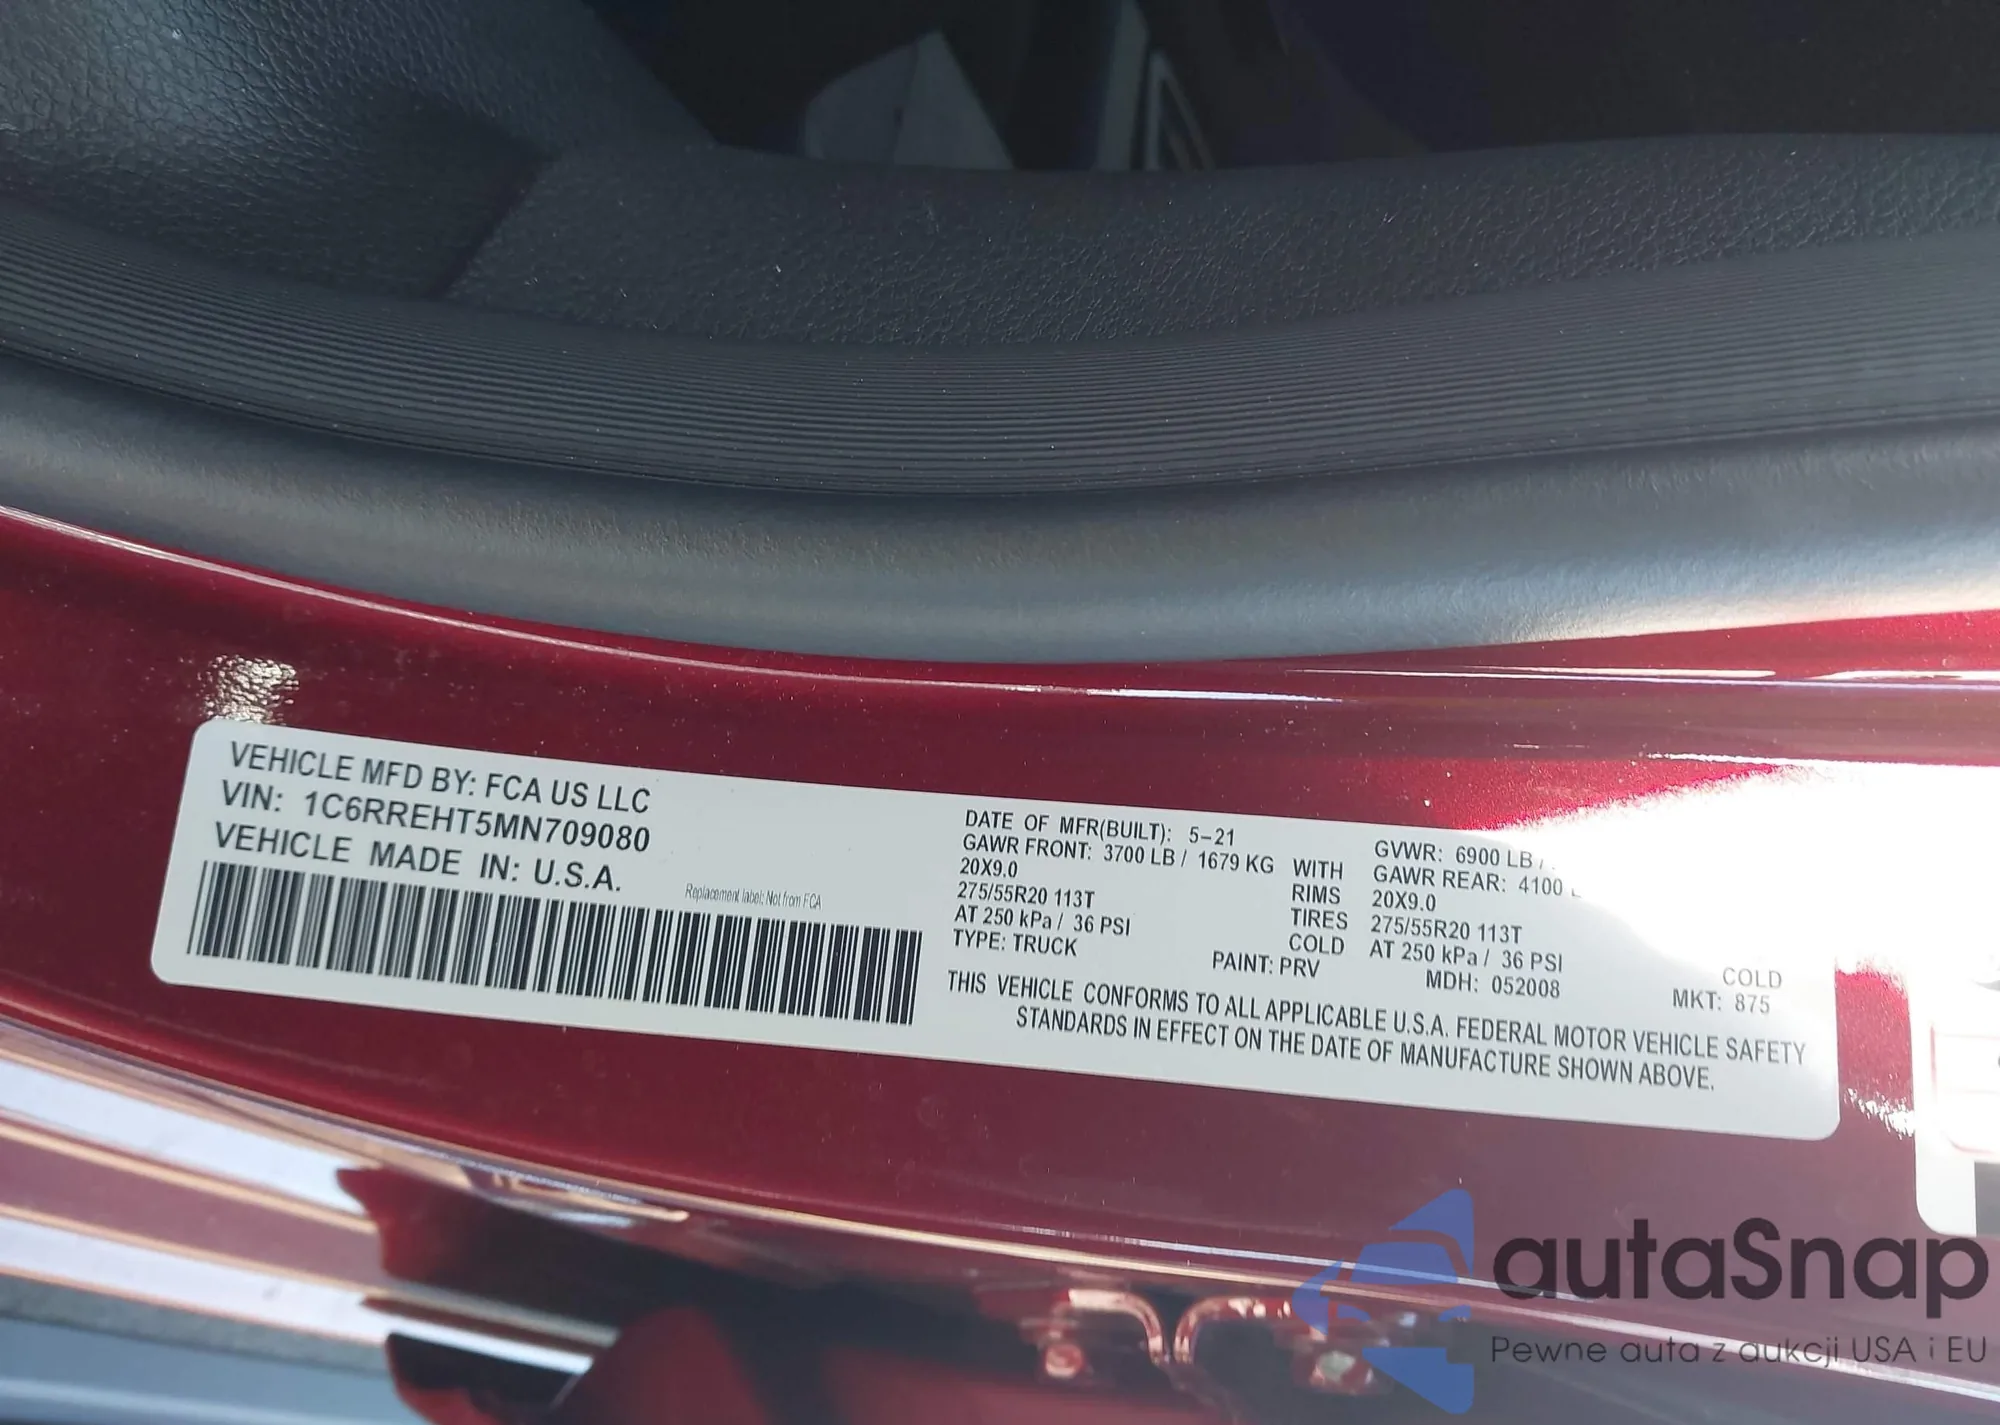 VEHICLE MFD BY: FCA US LLC
VIN: 1C6RREHT5MN709080
VEHICLE MADE IN: U.S.A.
Replacement label: Not from FCA
DATE OF MFR(BUILT): 5-21
GVWR: 6900 LB /
GAWR FRONT: 3700 LB / 1679 KG WITH GAWR REAR: 4100
20X9.0 RIMS 20X9.0
275/55R20 113T TIRES 275/55R20 113T
AT 250 kPa / 36 PSI COLD AT 250 kPa / 36 PSI COLD
TYPE: TRUCK PAINT: PRV MDH: 052008 MKT: 875
THIS VEHICLE CONFORMS TO ALL APPLICABLE U.S.A. FEDERAL MOTOR VEHICLE SAFETY
STANDARDS IN EFFECT ON THE DATE OF MANUFACTURE SHOWN ABOVE.
autaSnap
Pewne auta z aukcji USA i EU